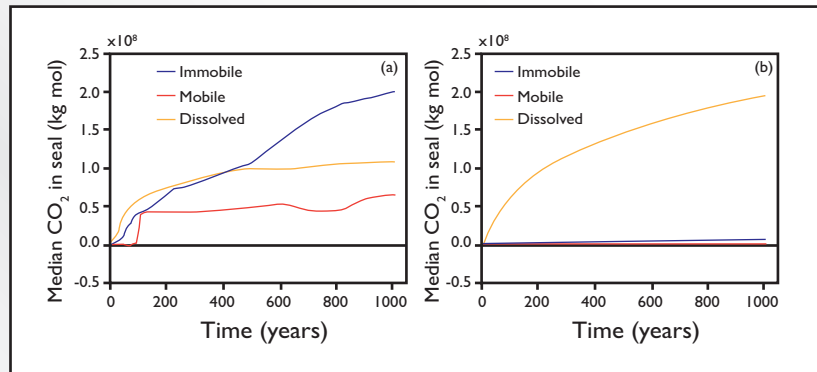 ×10⁸
2.5
2.0
1.5
1.0
0.5
0.0
-0.5
Median CO₂ in seal (kg mol)
Immobile
Mobile
Dissolved
(a)
0 200 400 600 800 1000
Time (years)
×10⁸
2.5
2.0
1.5
1.0
0.5
0.0
-0.5
Median CO₂ in seal (kg mol)
Immobile
Mobile
Dissolved
(b)
0 200 400 600 800 1000
Time (years)